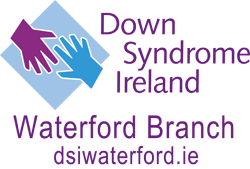 Down
Syndrome
Ireland
Waterford Branch
dsiwaterford.ie